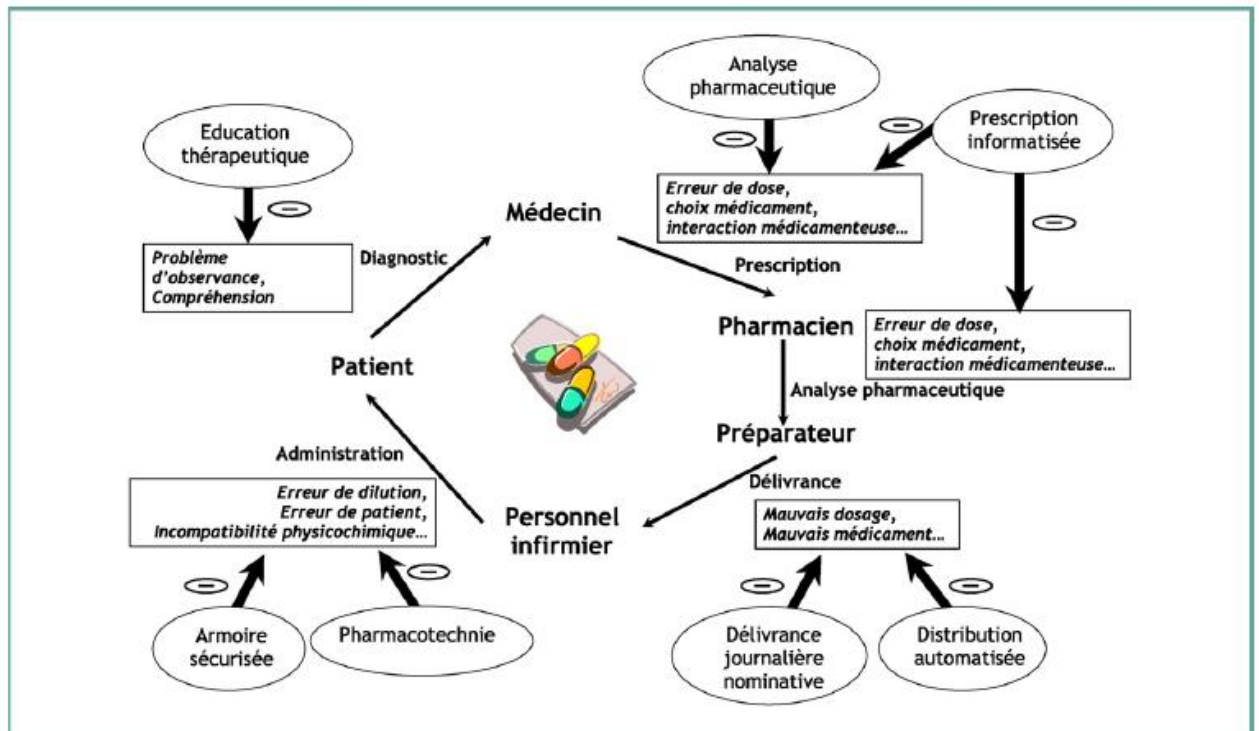 Analyse
pharmaceutique
Prescription
informatisée
Education
thérapeutique
Erreur de dose,
choix médicament,
interaction médicamenteuse...
Médecin
Problème
d'observance,
Compréhension
Diagnostic
Prescription
Pharmacien
Erreur de dose,
choix médicament,
interaction médicamenteuse...
Patient
Analyse pharmaceutique
Préparateur
Administration
Délivrance
Erreur de dilution,
Erreur de patient,
Incompatibilité physicochimique...
Personnel
infirmier
Mauvais dosage,
Mauvais médicament...
Armoire
sécurisée
Pharmacotechnie
Délivrance
journalière
nominative
Distribution
automatisée